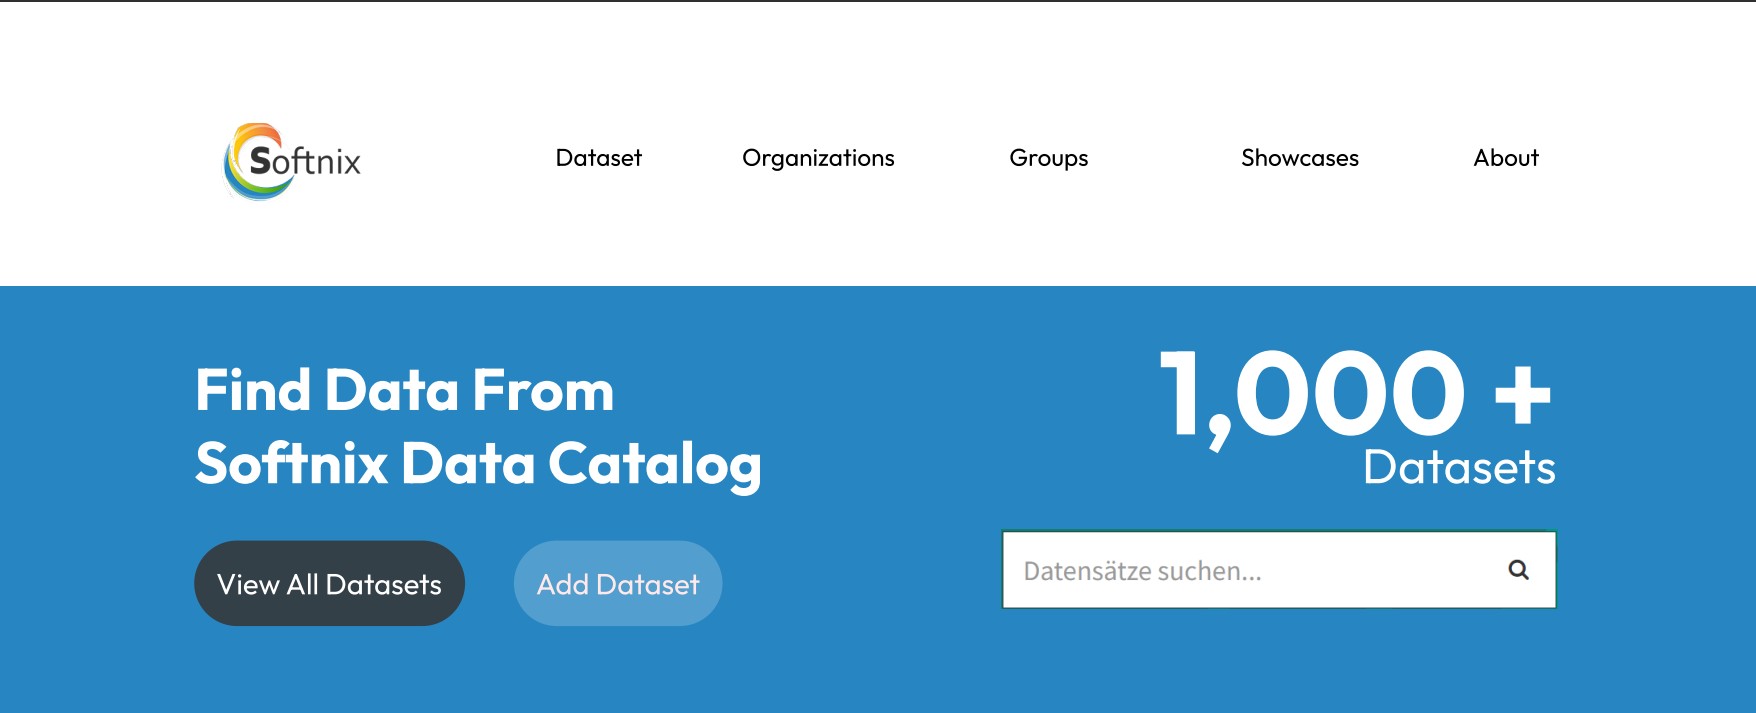 Softnix
Dataset
Organizations
Groups
Showcases
About
Find Data From
Softnix Data Catalog
View All Datasets
Add Dataset
1,000 +
Datasets
Datensätze suchen...